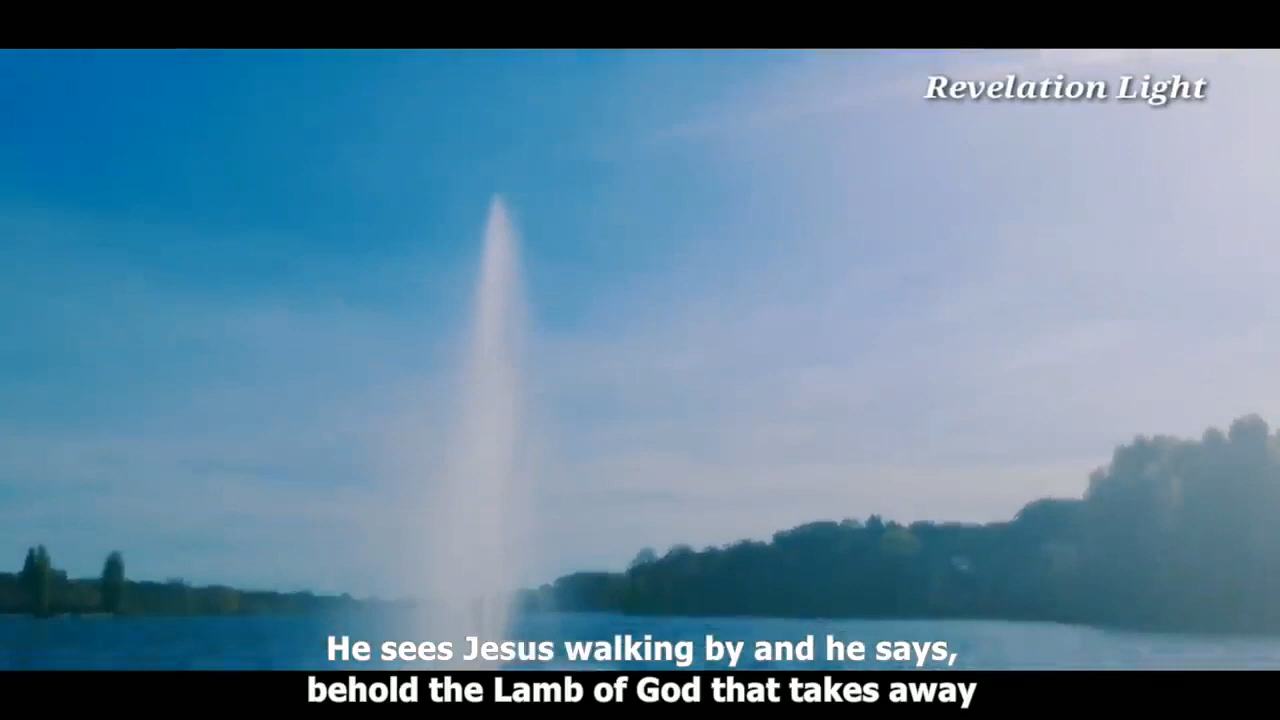 Revelation Light
He sees Jesus walking by and he says,
behold the Lamb of God that takes away